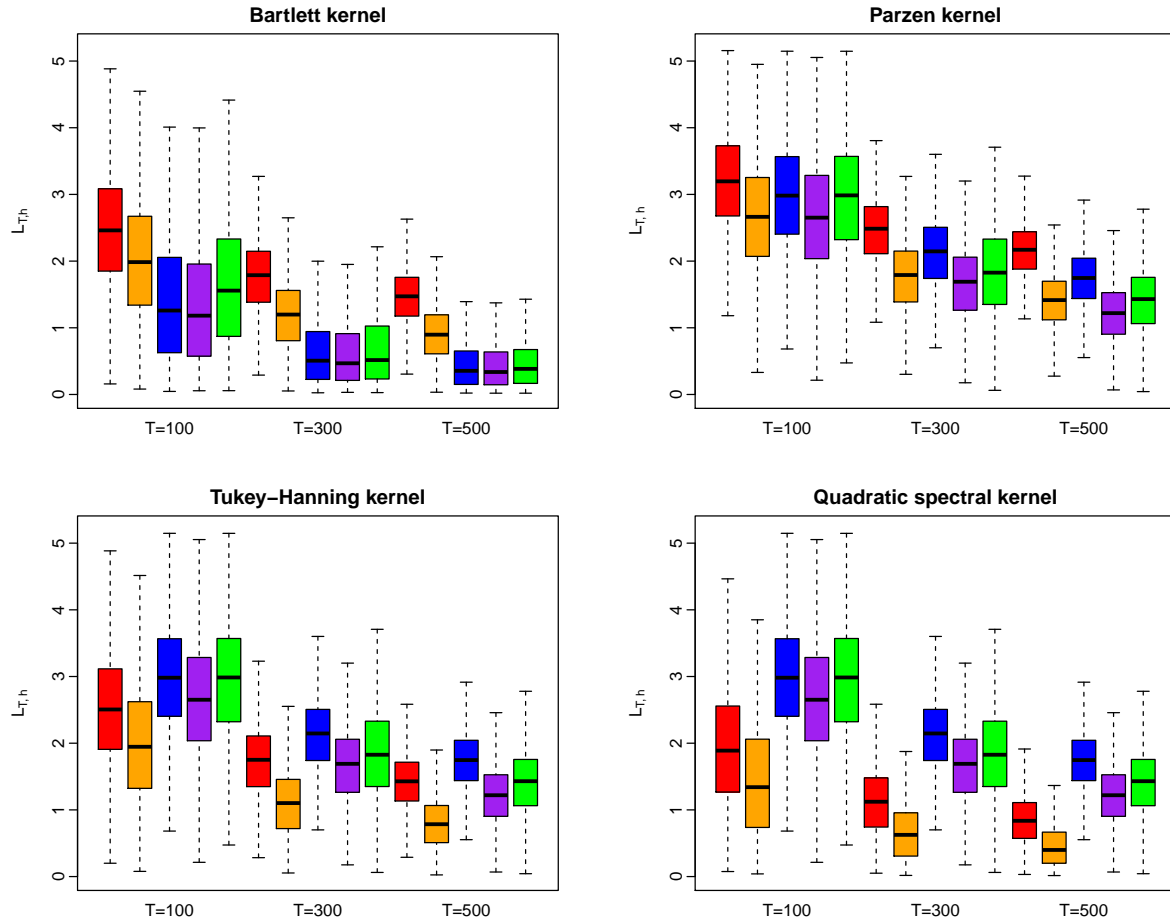 Bartlett kernel
L_{T,h}
5
4
3
2
1
0
T=100 T=300 T=500
Parzen kernel
L_{T, h}
5
4
3
2
1
0
T=100 T=300 T=500
Tukey−Hanning kernel
L_{T, h}
5
4
3
2
1
0
T=100 T=300 T=500
Quadratic spectral kernel
L_{T, h}
5
4
3
2
1
0
T=100 T=300 T=500